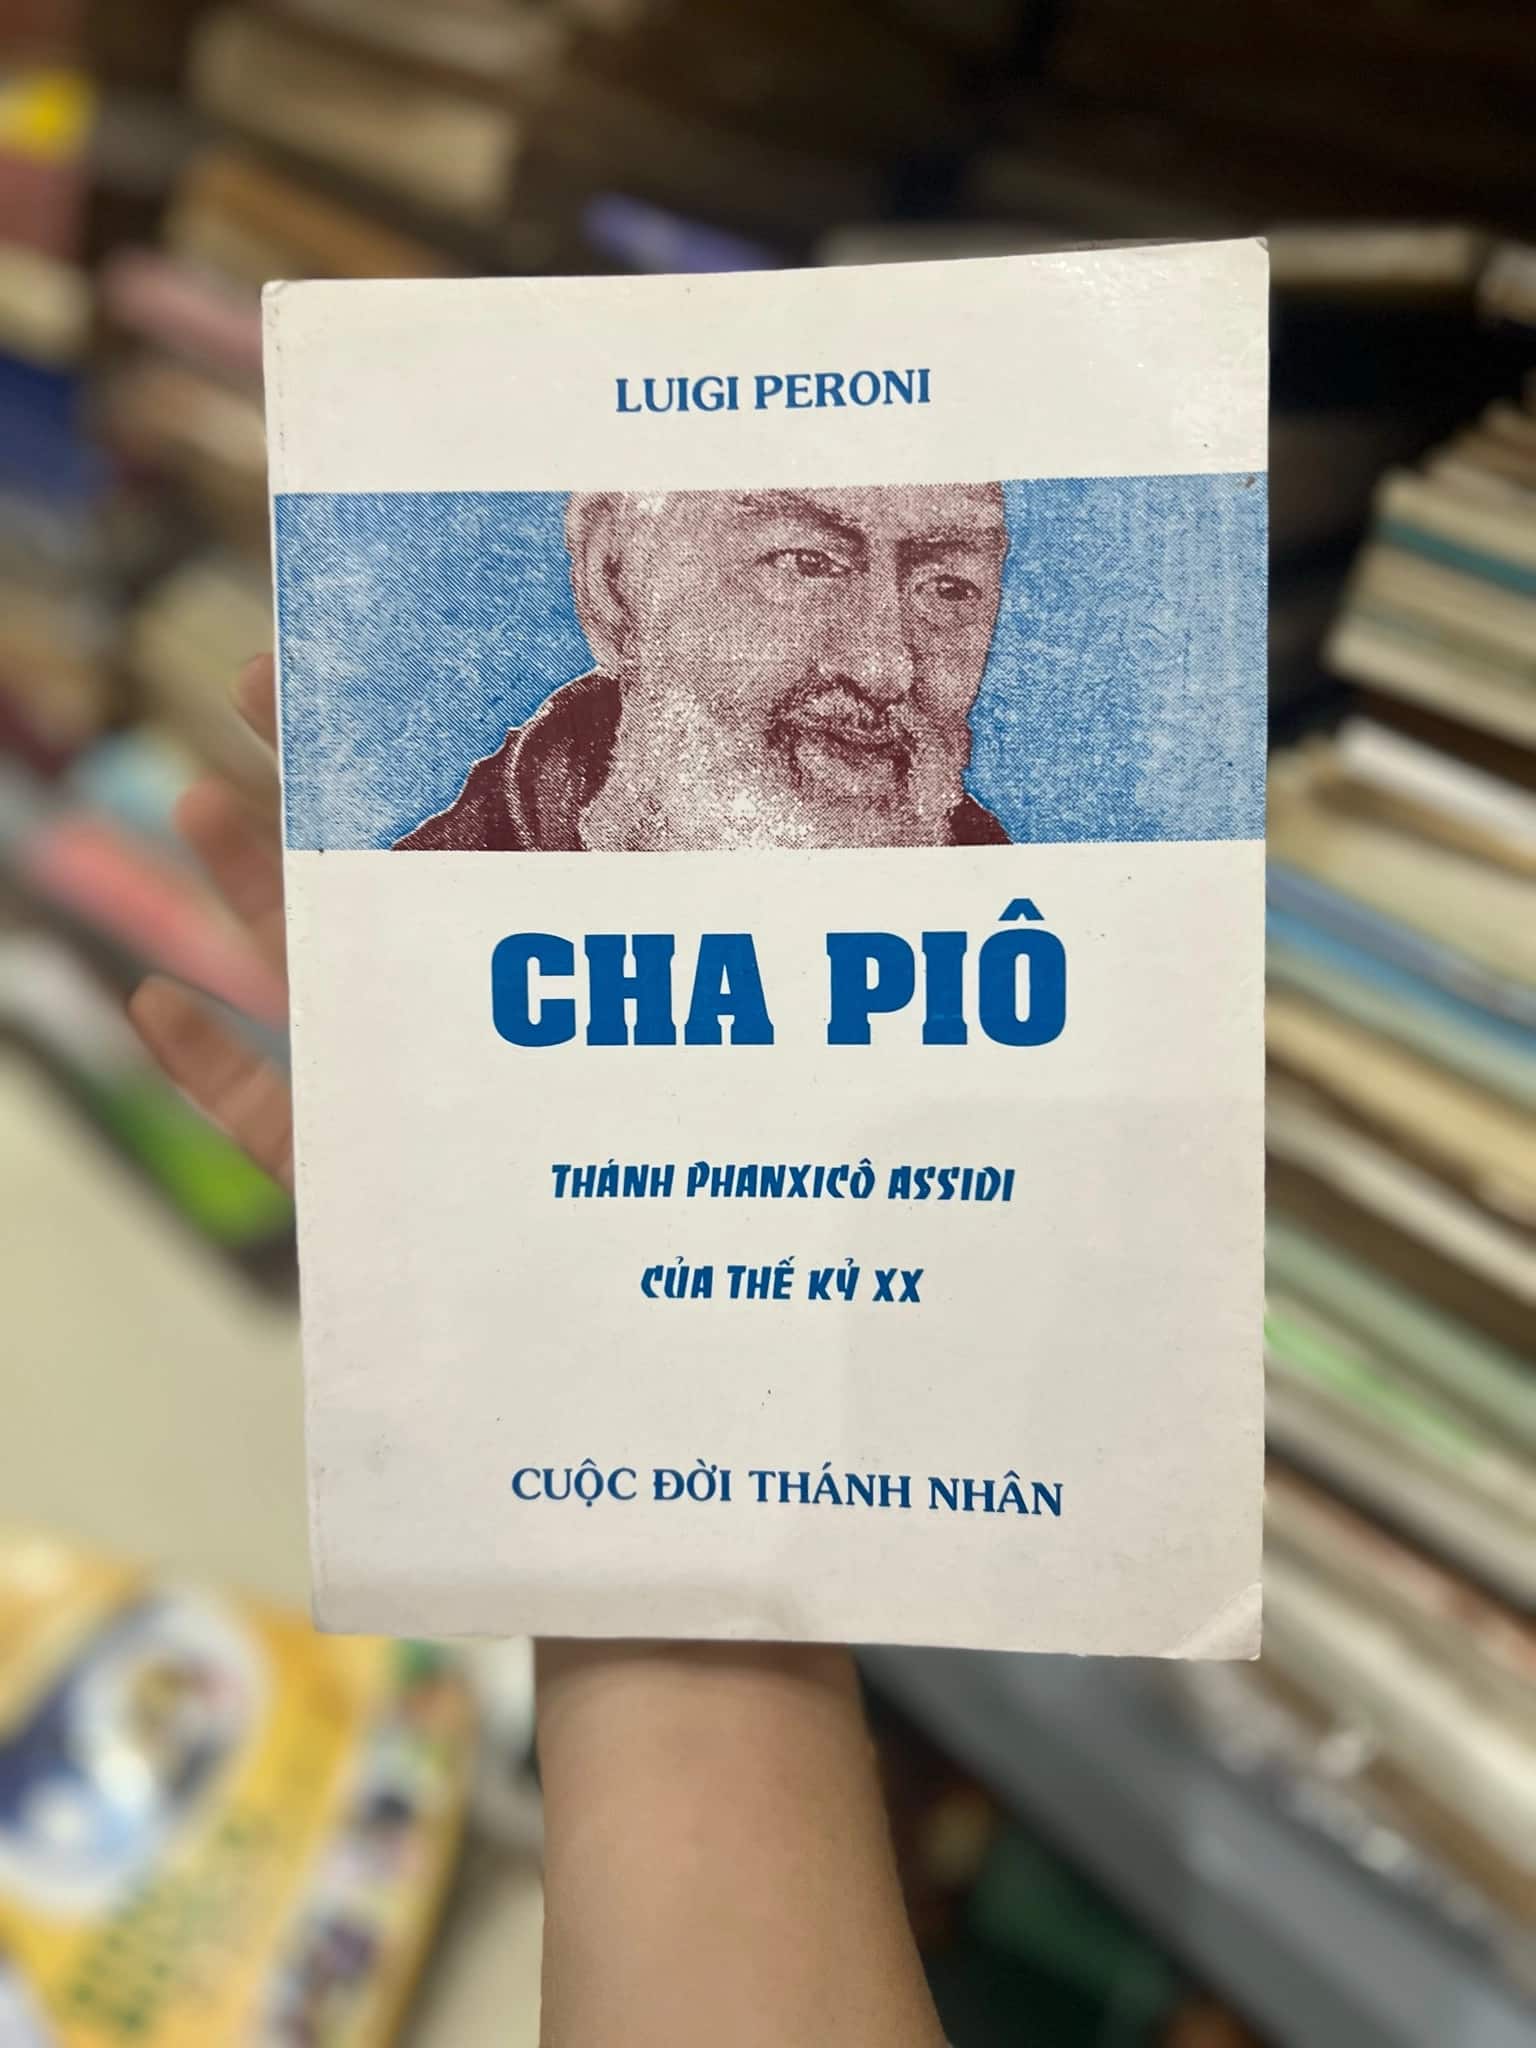 LUIGI PERONI
CHA PIÔ
THÁNH PHANXICÔ ASSIDI
CỦA THẾ KỶ XX
CUỘC ĐỜI THÁNH NHÂN